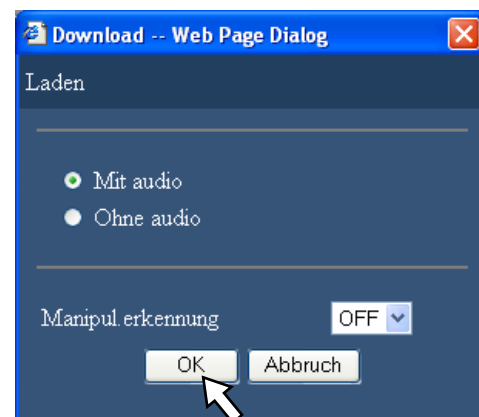 Download -- Web Page Dialog
Laden
Mit audio
Ohne audio
Manipul.erkennung OFF
OK Abbruch